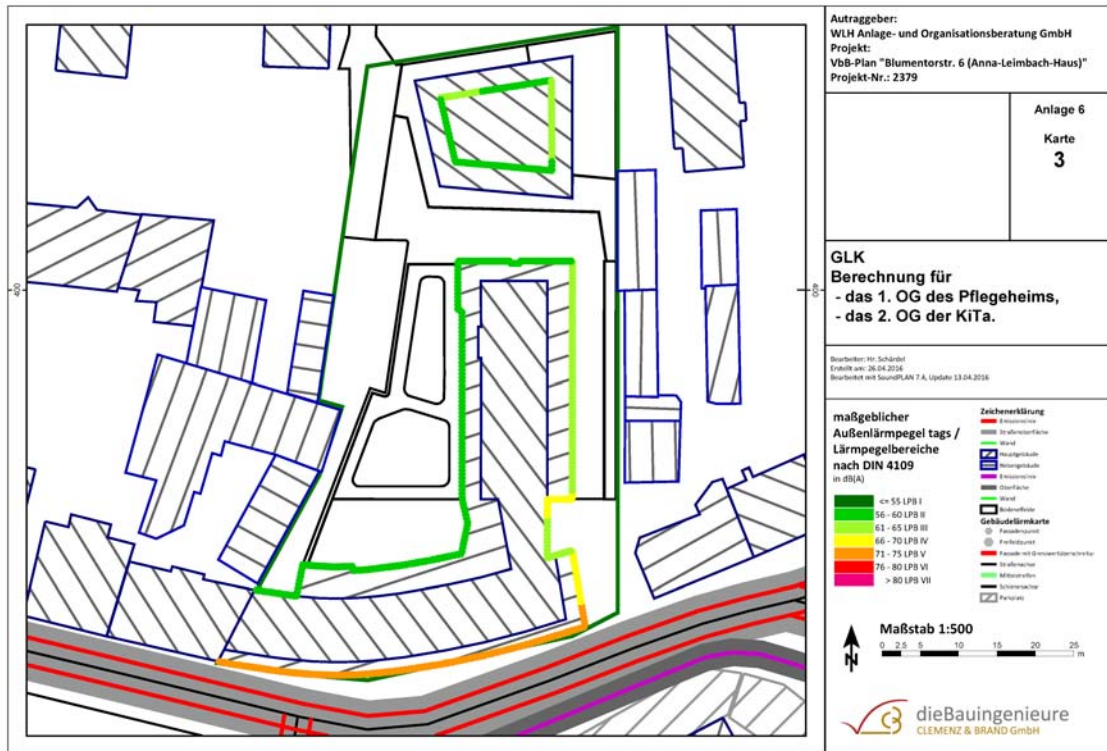 400
400
Autraggeber:
WLH Anlage- und Organisationsberatung GmbH
Projekt:
VbB-Plan "Blumentorstr. 6 (Anna-Leimbach-Haus)"
Projekt-Nr.: 2379
Anlage 6
Karte
3
GLK
Berechnung für
- das 1. OG des Pflegeheims,
- das 2. OG der KiTa.
Bearbeiter: Hr. Schärdel
Erstellt am: 26.04.2016
Bearbeitet mit SoundPLAN 7.4, Update 13.04.2016
maßgeblicher
Außenlärmpegel tags /
Lärmpegelbereiche
nach DIN 4109
in dB(A)
<= 55 LPB I
56 - 60 LPB II
61 - 65 LPB III
66 - 70 LPB IV
71 - 75 LPB V
76 - 80 LPB VI
> 80 LPB VII
Zeichenerklärung
Emissionslinie
Straßenoberfläche
Wand
Hauptgebäude
Nebengebäude
Emissionslinie
Oberfläche
Wand
Bodeneffekte
Gebäudelärmkarte
Fassadenpunkt
Freifeldpunkt
Fassade mit Grenzwertüberschreitung
Straßenachse
Mittelstreifen
Schienenachse
Parkplatz
N
Maßstab 1:500
0 2.5 5 10 15 20 25
m
CB
dieBauingenieure
CLEMENZ & BRAND GmbH